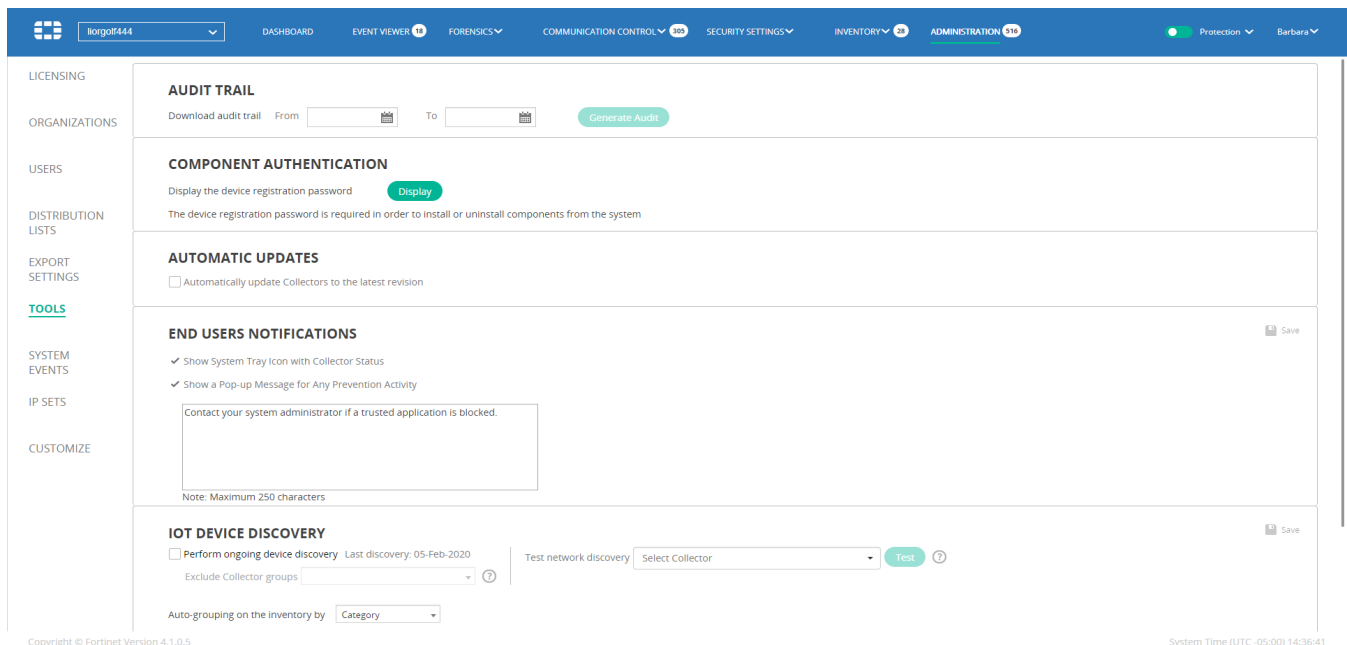 liorgolf444
DASHBOARD
EVENT VIEWER 18
FORENSICS
COMMUNICATION CONTROL 305
SECURITY SETTINGS
INVENTORY 28
ADMINISTRATION 516
Protection
Barbara
LICENSING
ORGANIZATIONS
USERS
DISTRIBUTION
LISTS
EXPORT
SETTINGS
TOOLS
SYSTEM
EVENTS
IP SETS
CUSTOMIZE
AUDIT TRAIL
Download audit trail From To Generate Audit
COMPONENT AUTHENTICATION
Display the device registration password Display
The device registration password is required in order to install or uninstall components from the system
AUTOMATIC UPDATES
Automatically update Collectors to the latest revision
END USERS NOTIFICATIONS
Save
Show System Tray Icon with Collector Status
Show a Pop-up Message for Any Prevention Activity
Contact your system administrator if a trusted application is blocked.
Note: Maximum 250 characters
IOT DEVICE DISCOVERY
Save
Perform ongoing device discovery Last discovery: 05-Feb-2020
Exclude Collector groups ?
Test network discovery Select Collector Test ?
Auto-grouping on the inventory by Category
Copyright © Fortinet Version 4.1.0.5
System Time (UTC -05:00) 14:36:41